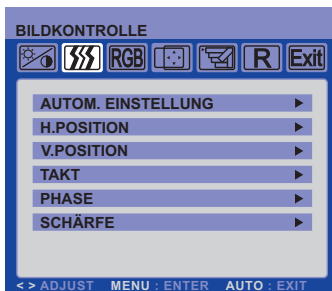 BILDKONTROLLE
RGB R Exit
AUTOM. EINSTELLUNG
H.POSITION
V.POSITION
TAKT
PHASE
SCHÄRFE
< > ADJUST MENU : ENTER AUTO : EXIT